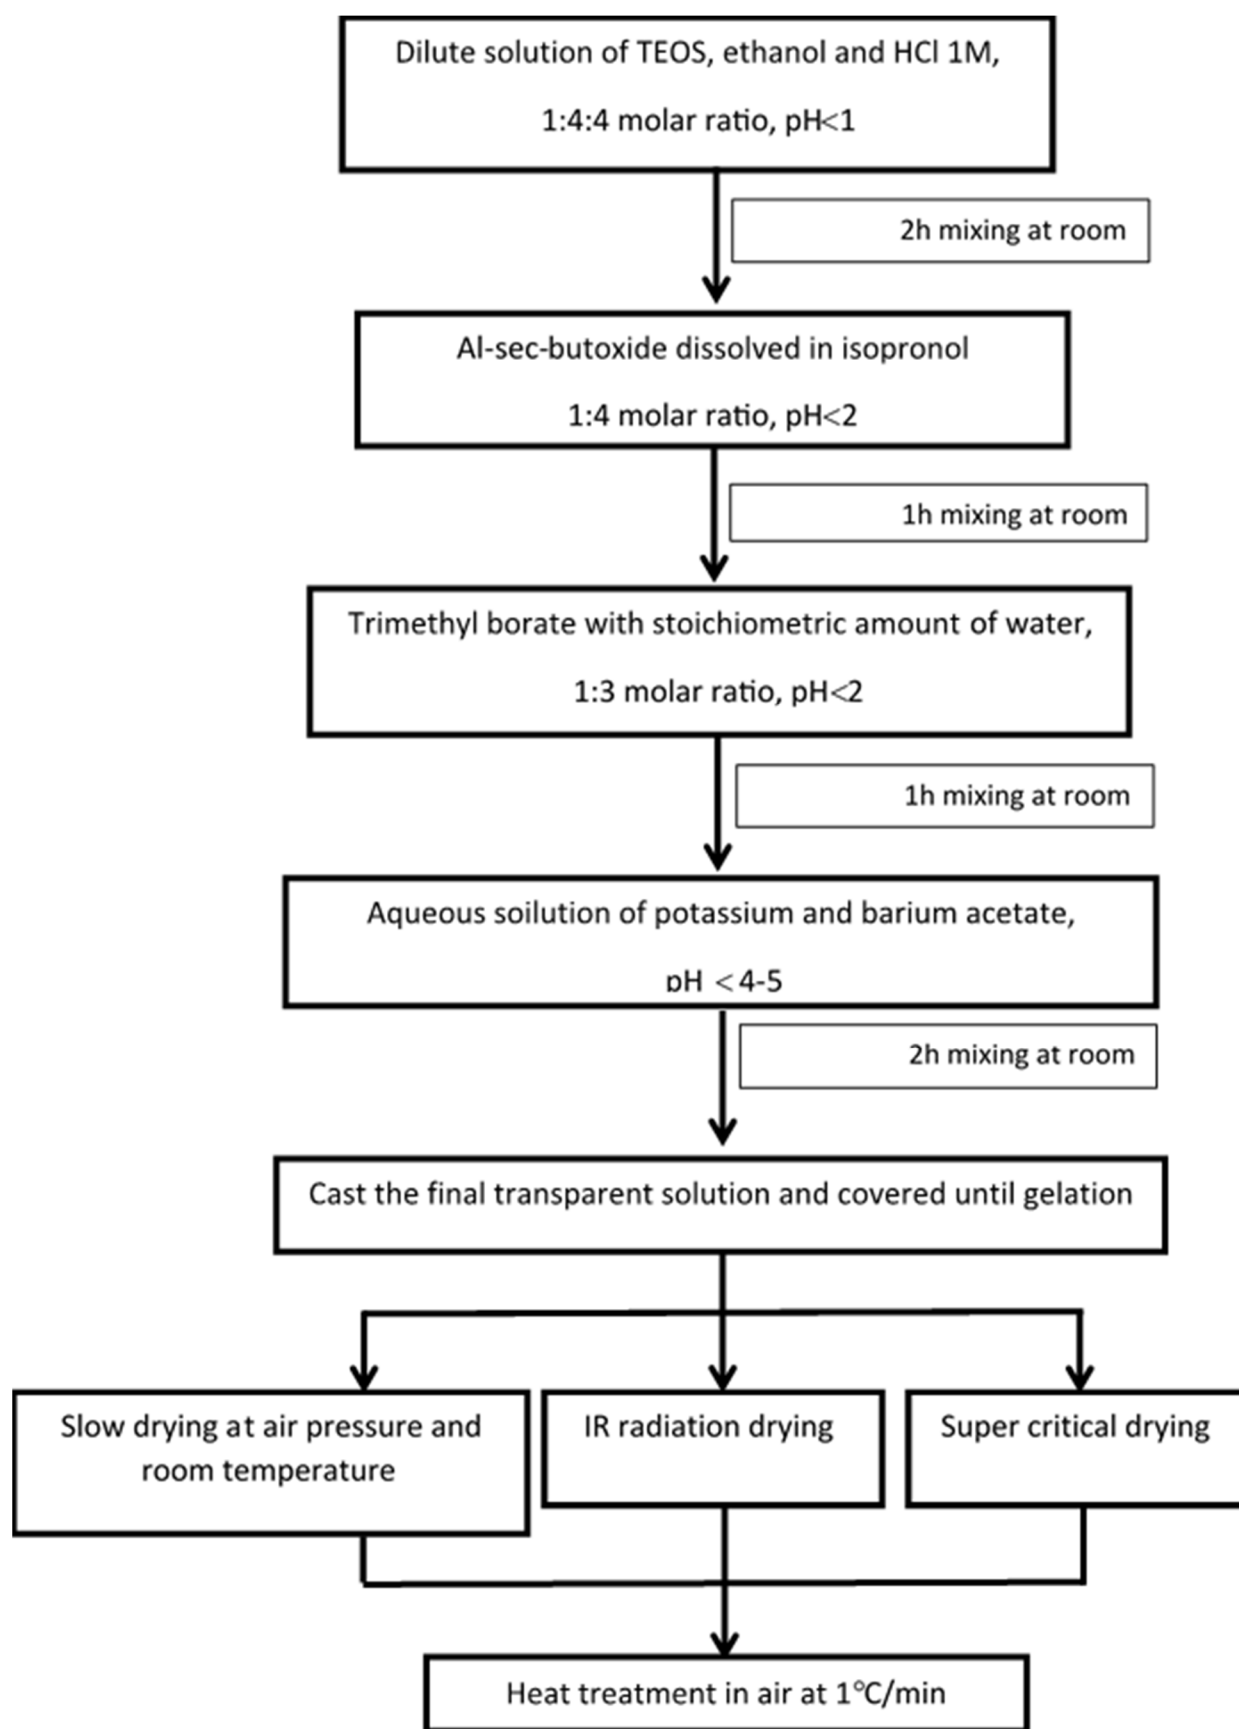 Dilute solution of TEOS, ethanol and HCl 1M,
1:4:4 molar ratio, pH<1
2h mixing at room
Al-sec-butoxide dissolved in isopronol
1:4 molar ratio, pH<2
1h mixing at room
Trimethyl borate with stoichiometric amount of water,
1:3 molar ratio, pH<2
1h mixing at room
Aqueous soilution of potassium and barium acetate,
pH < 4-5
2h mixing at room
Cast the final transparent solution and covered until gelation
Slow drying at air pressure and
room temperature
IR radiation drying
Super critical drying
Heat treatment in air at 1°C/min